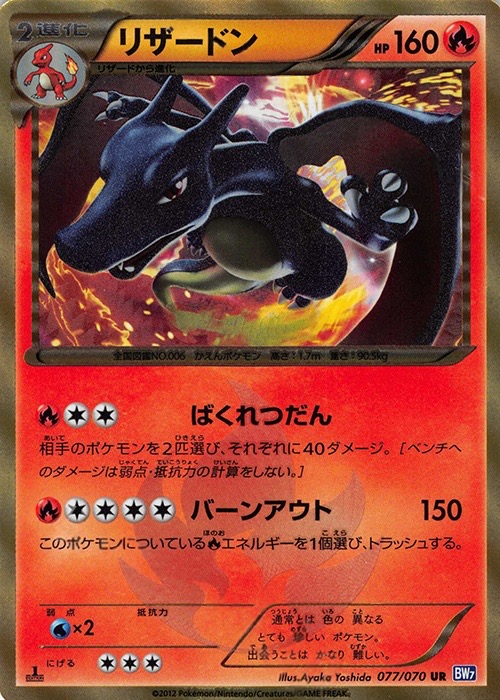 2進化 リザードン HP160
リザードから進化
全国図鑑NO.006 かえんポケモン 高さ:1.7m 重さ:90.5kg
ばくれつだん
相手のポケモンを2匹選び、それぞれに40ダメージ。[ベンチへ
のダメージは弱点・抵抗力の計算をしない。]
バーンアウト 150
このポケモンについているエネルギーを1個選び、トラッシュする。
弱点 抵抗力
×2
にげる
通常とは 色の 異なる
とても 珍しい ポケモン。
出会うことは かなり 難しい。
Illus.Ayaka Yoshida 077/070 UR BW7
©2012 Pokémon/Nintendo/Creatures/GAME FREAK.